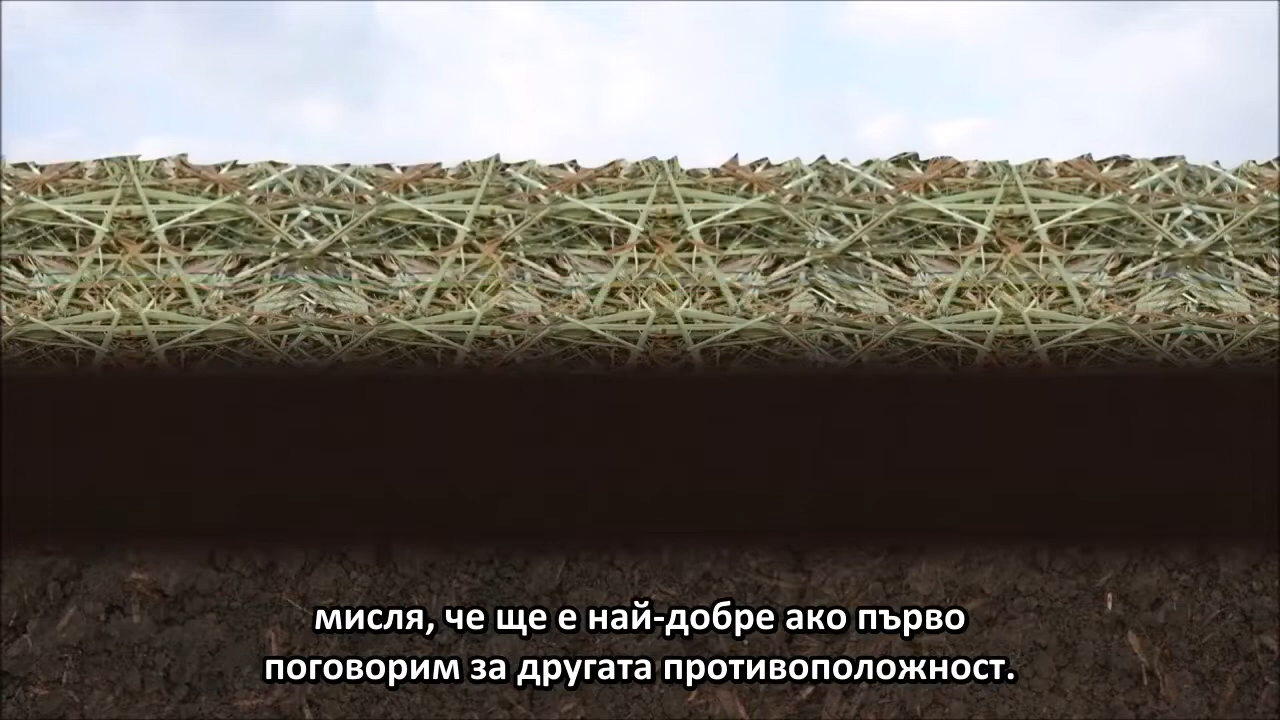 мисля, че ще е най-добре ако първо
поговорим за другата противоположност.